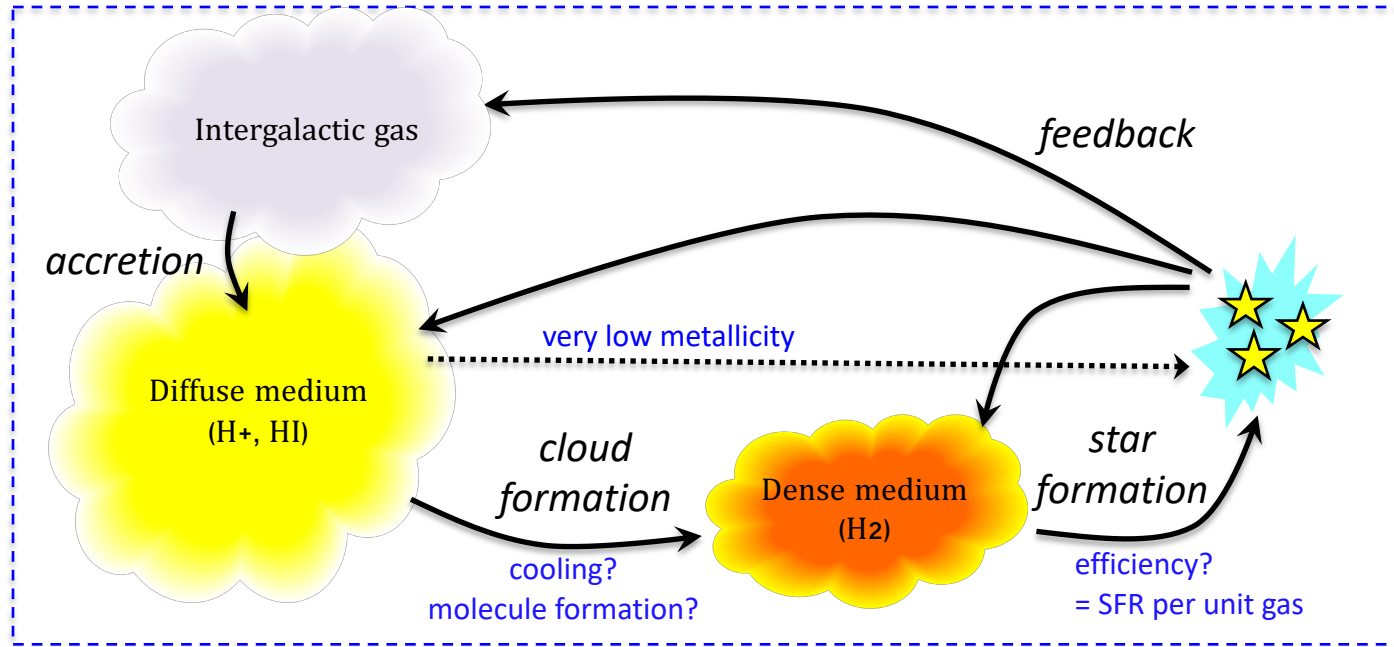 Intergalactic gas
feedback
accretion
very low metallicity
Diffuse medium
(H+, HI)
cloud
formation
Dense medium
(H2)
star
formation
cooling?
molecule formation?
efficiency?
= SFR per unit gas